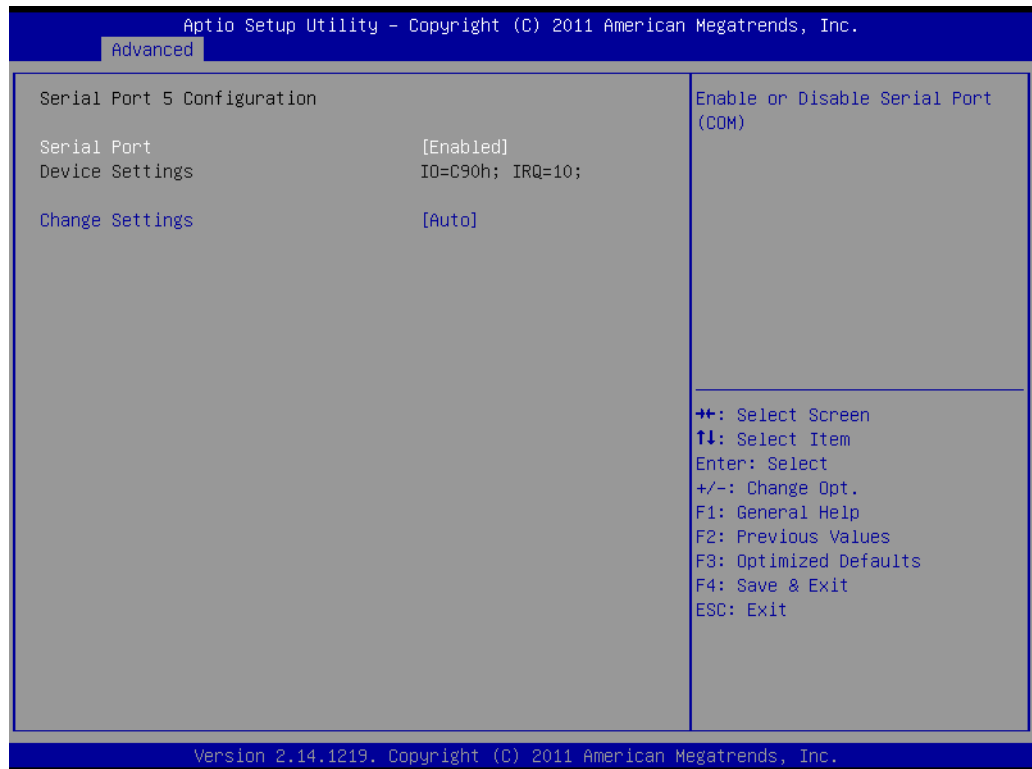 Aptio Setup Utility – Copyright (C) 2011 American Megatrends, Inc.
Advanced
Serial Port 5 Configuration
Serial Port [Enabled]
Device Settings IO=C90h; IRQ=10;
Change Settings [Auto]
Enable or Disable Serial Port
(COM)
→←: Select Screen
↑↓: Select Item
Enter: Select
+/-: Change Opt.
F1: General Help
F2: Previous Values
F3: Optimized Defaults
F4: Save & Exit
ESC: Exit
Version 2.14.1219. Copyright (C) 2011 American Megatrends, Inc.